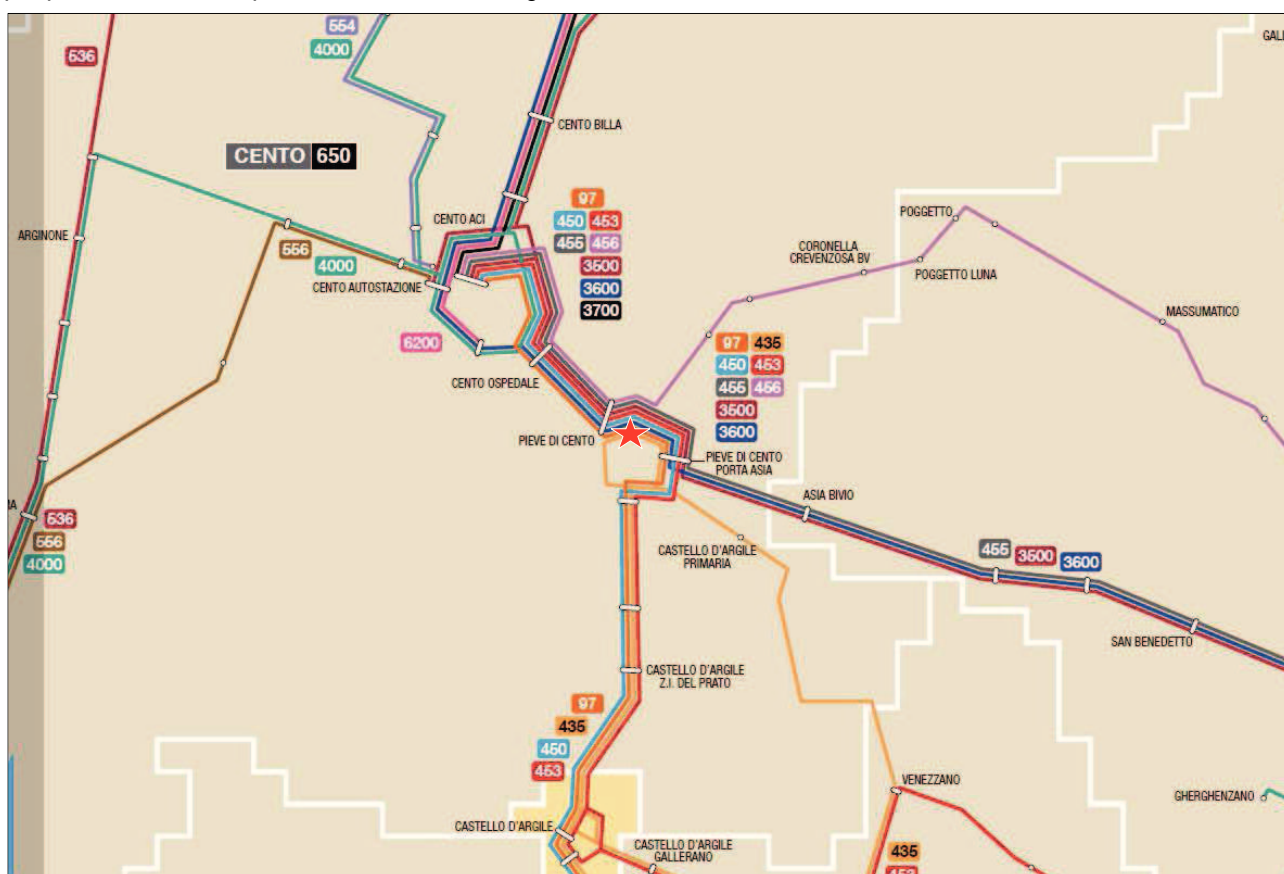 554
4000
536
GAL
CENTO BILLA
CENTO 650
97
450 453
455 456
3500
3600
3700
CENTO ACI
POGGETTO
ARGINONE
556
4000
CORONELLA
CREVENZOSA BV
POGGETTO LUNA
CENTO AUTOSTAZIONE
MASSUMATICO
6200
97 435
450 453
455 456
3500
3600
CENTO OSPEDALE
PIEVE DI CENTO
PIEVE DI CENTO
PORTA ASIA
ASIA BIVIO
536
556
4000
CASTELLO D'ARGILE
PRIMARIA
455 3500 3600
SAN BENEDETTO
CASTELLO D'ARGILE
Z.I. DEL PRATO
97
435
450
453
VENEZZANO
GHERGHENZANO
CASTELLO D'ARGILE
CASTELLO D'ARGILE
GALLERANO
435
453